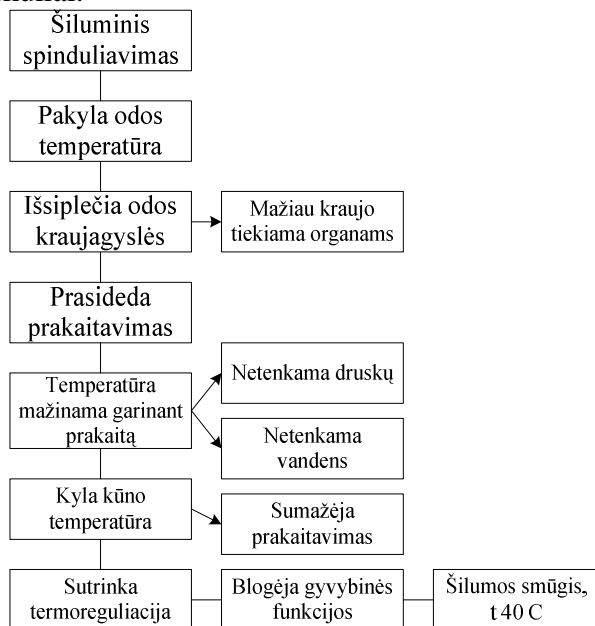 Šiluminis
spinduliavimas
Pakyla odos
temperatūra
Išsiplečia odos
kraujagyslės
Mažiau kraujo
tiekiama organams
Prasideda
prakaitavimas
Temperatūra
mažinama garinant
prakaitą
Netenkama druskų
Netenkama
vandens
Kyla kūno
temperatūra
Sumažėja
prakaitavimas
Sutrinka
termoreguliacija
Blogėja gyvybinės
funkcijos
Šilumos smūgis,
t 40 C